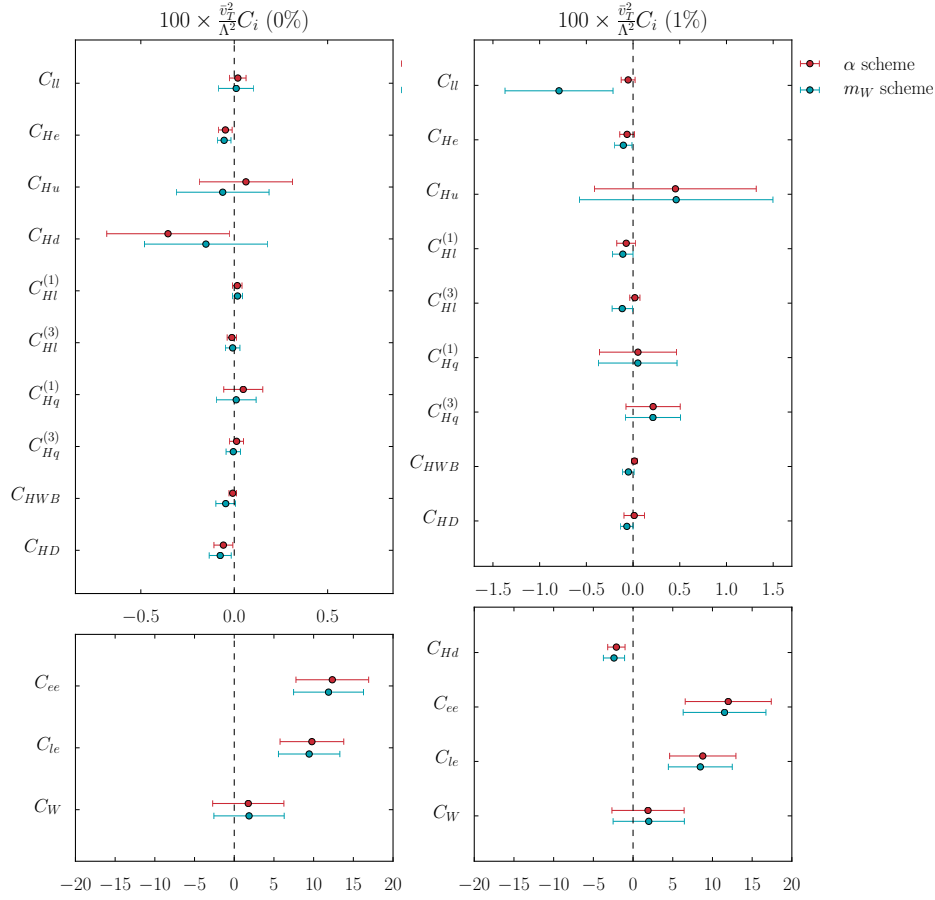 100 × \bar{v}_T^2/Λ^2 C_i (0%)
C_{ll}
C_{He}
C_{Hu}
C_{Hd}
C_{Hl}^{(1)}
C_{Hl}^{(3)}
C_{Hq}^{(1)}
C_{Hq}^{(3)}
C_{HWB}
C_{HD}
−0.5 0.0 0.5
C_{ee}
C_{le}
C_W
−20 −15 −10 −5 0 5 10 15 20
100 × \bar{v}_T^2/Λ^2 C_i (1%)
α scheme
m_W scheme
C_{ll}
C_{He}
C_{Hu}
C_{Hl}^{(1)}
C_{Hl}^{(3)}
C_{Hq}^{(1)}
C_{Hq}^{(3)}
C_{HWB}
C_{HD}
−1.5 −1.0 −0.5 0.0 0.5 1.0 1.5
C_{Hd}
C_{ee}
C_{le}
C_W
−20 −15 −10 −5 0 5 10 15 20